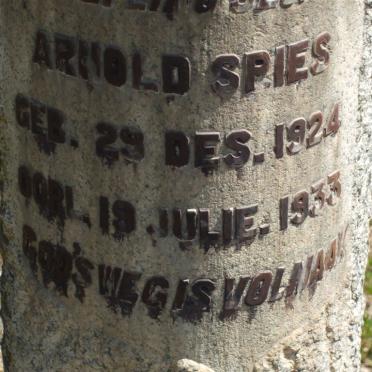 ARNOLD SPIES
GEB. 29 DES. 1924
OORL. 19 JULIE. 1933
GOD'S WEG IS VOLMAAK